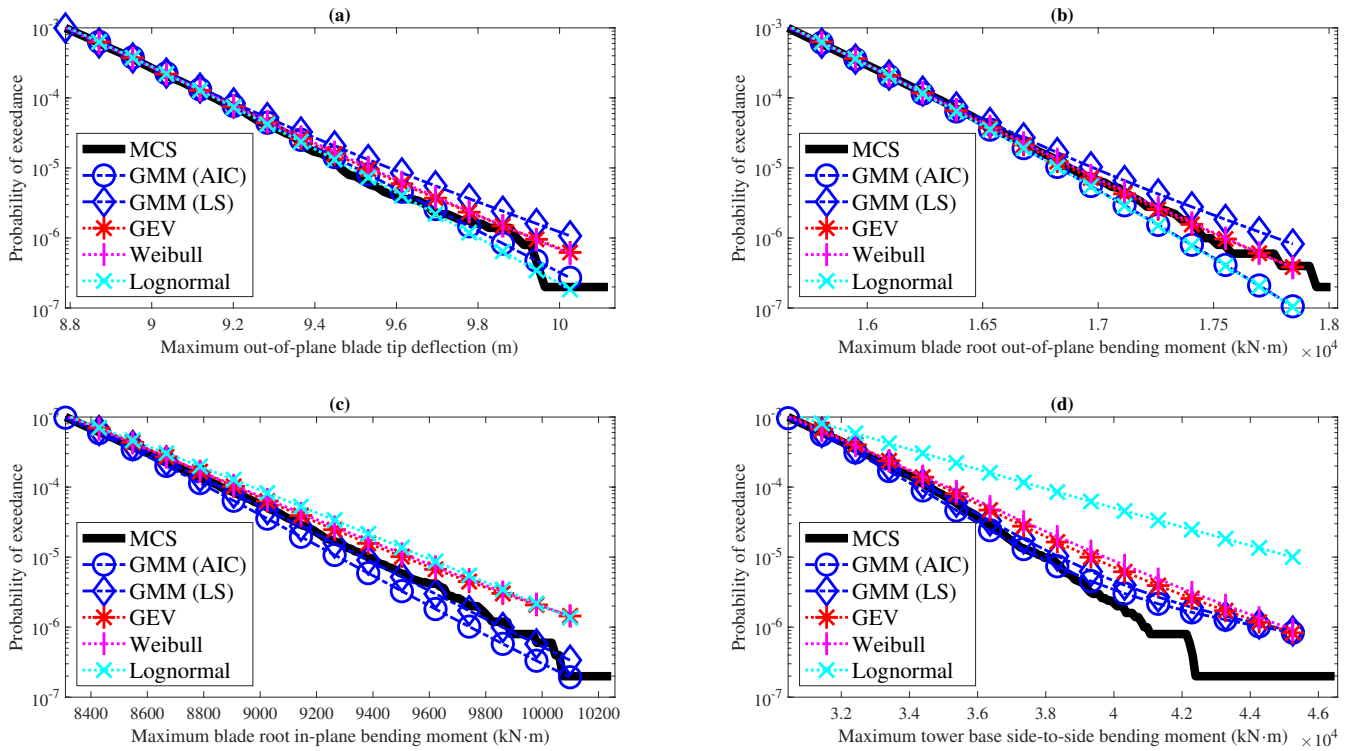 (a)
10⁻³
10⁻⁴
10⁻⁵
10⁻⁶
10⁻⁷
Probability of exeedance
MCS
GMM (AIC)
GMM (LS)
GEV
Weibull
Lognormal
8.8 9 9.2 9.4 9.6 9.8 10
Maximum out-of-plane blade tip deflection (m)
(b)
10⁻³
10⁻⁴
10⁻⁵
10⁻⁶
10⁻⁷
Probability of exeedance
MCS
GMM (AIC)
GMM (LS)
GEV
Weibull
Lognormal
1.6 1.65 1.7 1.75 1.8
Maximum blade root out-of-plane bending moment (kN·m) ×10⁴
(c)
10⁻³
10⁻⁴
10⁻⁵
10⁻⁶
10⁻⁷
Probability of exeedance
MCS
GMM (AIC)
GMM (LS)
GEV
Weibull
Lognormal
8400 8600 8800 9000 9200 9400 9600 9800 10000 10200
Maximum blade root in-plane bending moment (kN·m)
(d)
10⁻³
10⁻⁴
10⁻⁵
10⁻⁶
10⁻⁷
Probability of exeedance
MCS
GMM (AIC)
GMM (LS)
GEV
Weibull
Lognormal
3.2 3.4 3.6 3.8 4 4.2 4.4 4.6
Maximum tower base side-to-side bending moment (kN·m) ×10⁴